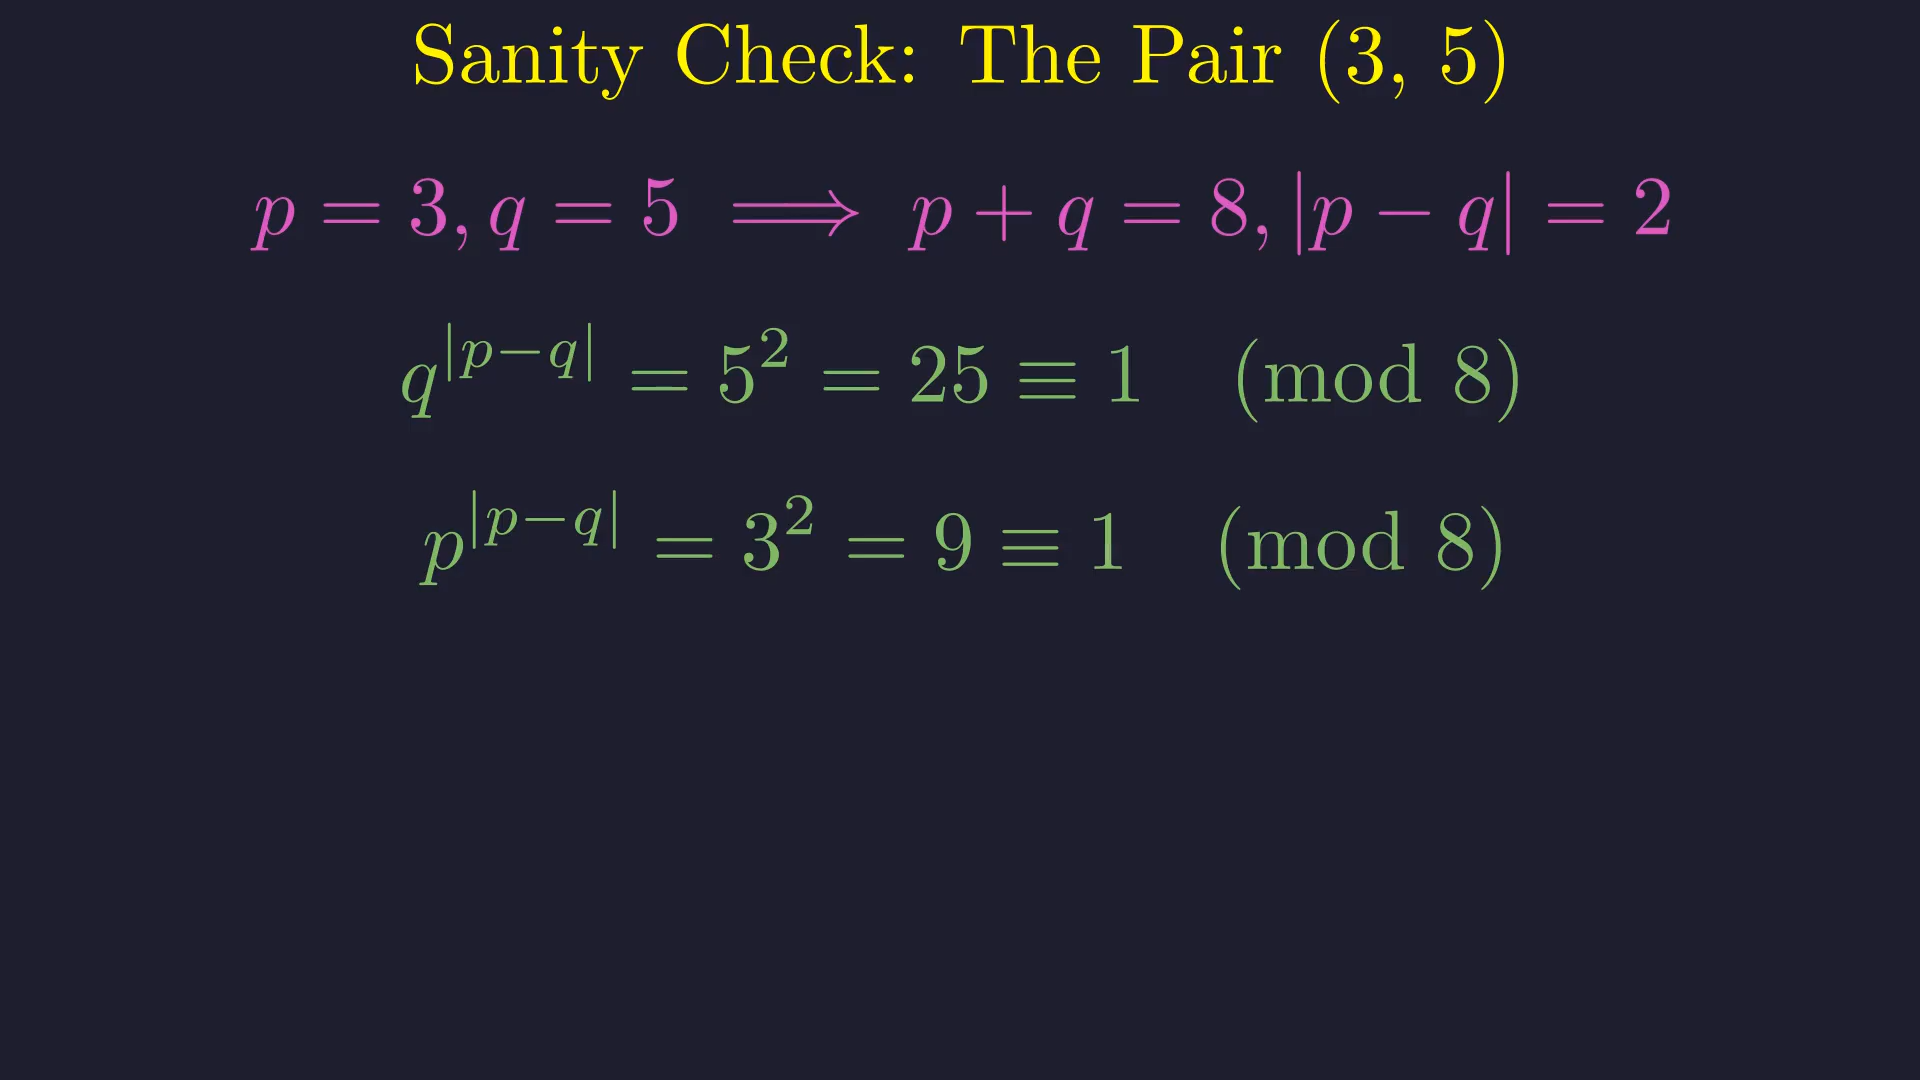 Sanity Check: The Pair (3, 5)
p = 3, q = 5 ⟹ p + q = 8, |p − q| = 2
q^{|p−q|} = 5^2 = 25 ≡ 1 (mod 8)
p^{|p−q|} = 3^2 = 9 ≡ 1 (mod 8)